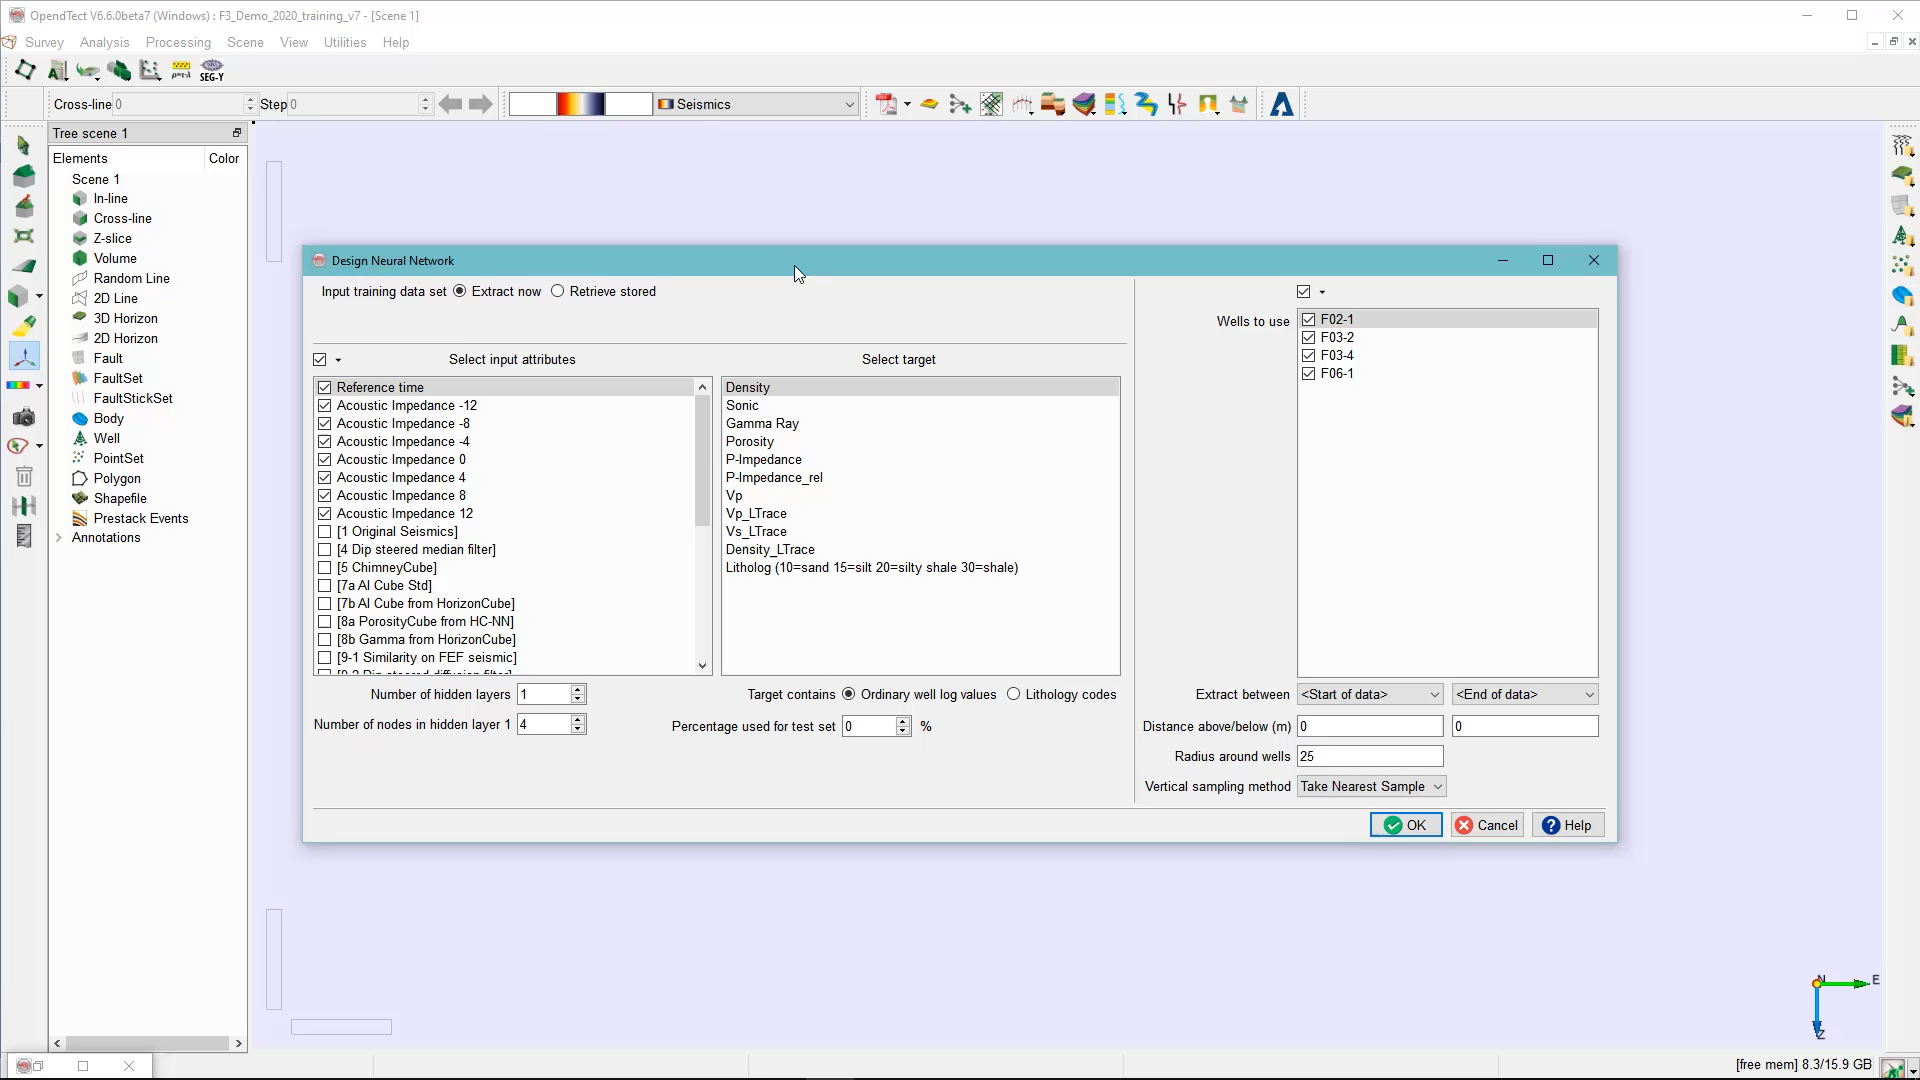 OpendTect V6.6.0beta7 (Windows) : F3_Demo_2020_training_v7 - [Scene 1]
Survey Analysis Processing Scene View Utilities Help
SEG-Y
Cross-line 0 Step 0 Seismics
Tree scene 1
Elements Color
Scene 1
In-line
Cross-line
Z-slice
Volume
Random Line
2D Line
3D Horizon
2D Horizon
Fault
FaultSet
FaultStickSet
Body
Well
PointSet
Polygon
Shapefile
Prestack Events
Annotations
Design Neural Network
Input training data set Extract now Retrieve stored
Select input attributes Select target
Reference time
Acoustic Impedance -12
Acoustic Impedance -8
Acoustic Impedance -4
Acoustic Impedance 0
Acoustic Impedance 4
Acoustic Impedance 8
Acoustic Impedance 12
[1 Original Seismics]
[4 Dip steered median filter]
[5 ChimneyCube]
[7a AI Cube Std]
[7b AI Cube from HorizonCube]
[8a PorosityCube from HC-NN]
[8b Gamma from HorizonCube]
[9-1 Similarity on FEF seismic]
Density
Sonic
Gamma Ray
Porosity
P-Impedance
P-Impedance_rel
Vp
Vp_LTrace
Vs_LTrace
Density_LTrace
Litholog (10=sand 15=silt 20=silty shale 30=shale)
Number of hidden layers 1
Number of nodes in hidden layer 1 4
Target contains Ordinary well log values Lithology codes
Percentage used for test set 0 %
Wells to use
F02-1
F03-2
F03-4
F06-1
Extract between <Start of data> <End of data>
Distance above/below (m) 0 0
Radius around wells 25
Vertical sampling method Take Nearest Sample
OK Cancel Help
N E
Z
[free mem] 8.3/15.9 GB